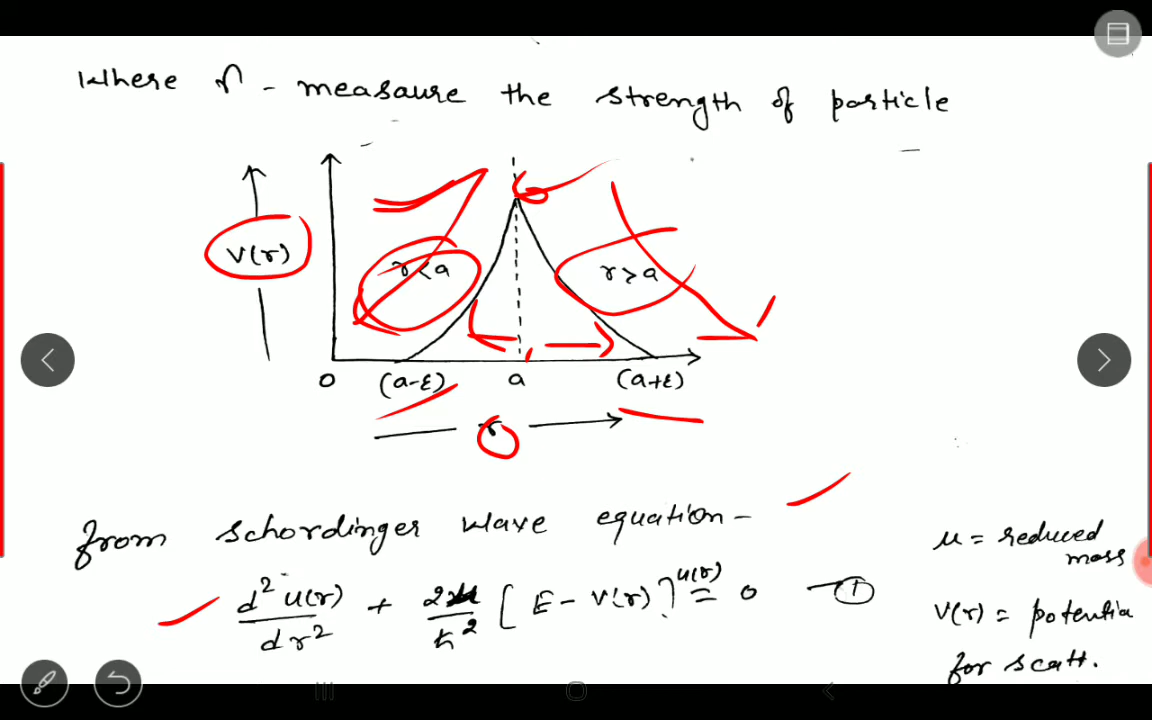 Where r - measaure the strength of particle
V(r)
r<a
r>a
0 (a-ε) a (a+ε)
r
from schordinger wave equation -
d²u(r)/dr² + 2μ/ħ² [E - V(r)] u(r) = 0 —①
μ = reduced
mass
V(r) = potentia
for scatt.